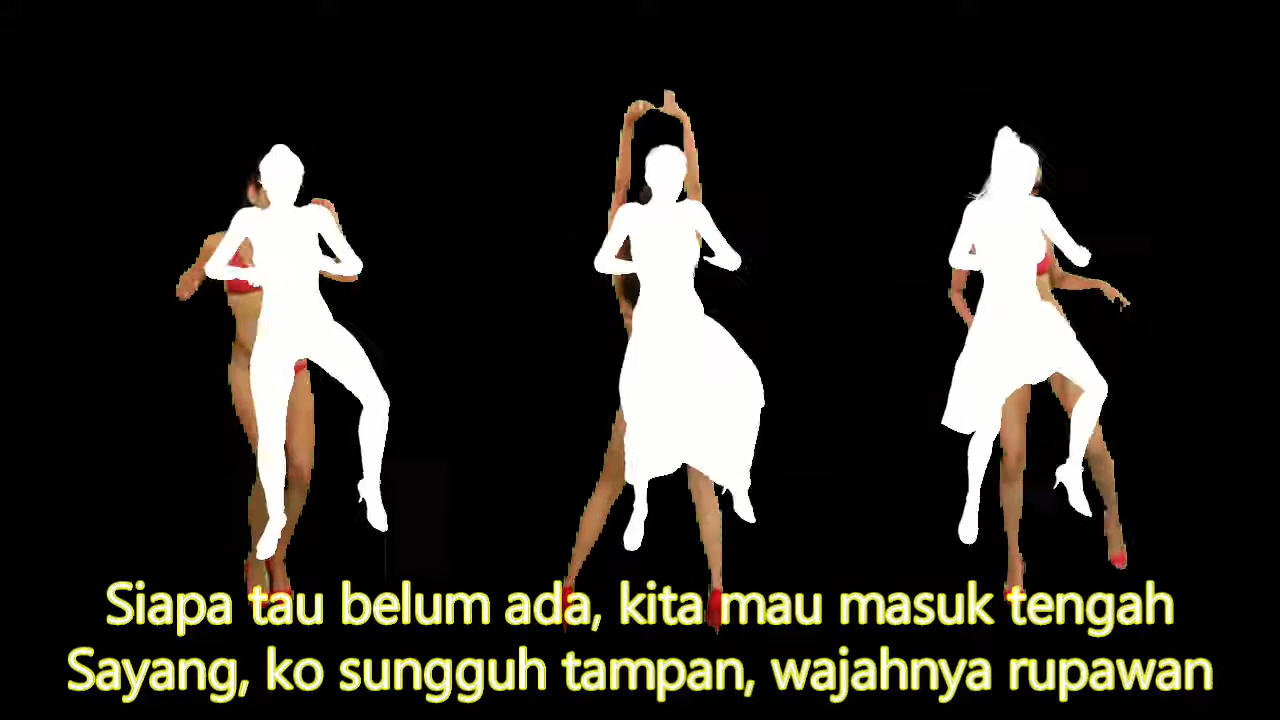 Siapa tau belum ada, kita mau masuk tengah
Sayang, ko sungguh tampan, wajahnya rupawan